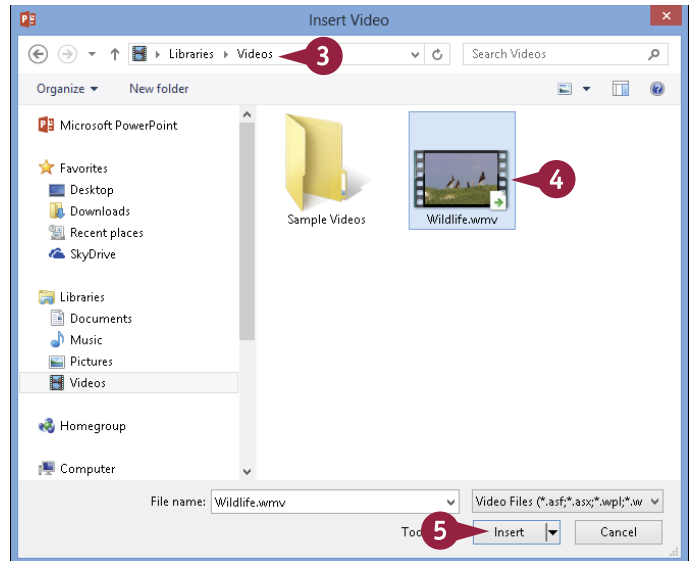 Insert Video
Libraries Videos
3
Search Videos
Organize
New folder
Microsoft PowerPoint
Favorites
Desktop
Downloads
Recent places
SkyDrive
Libraries
Documents
Music
Pictures
Videos
Homegroup
Computer
Sample Videos
Wildlife.wmv
4
File name: Wildlife.wmv
Video Files (*.asf;*.asx;*.wpl;*.w
5
Insert
Cancel